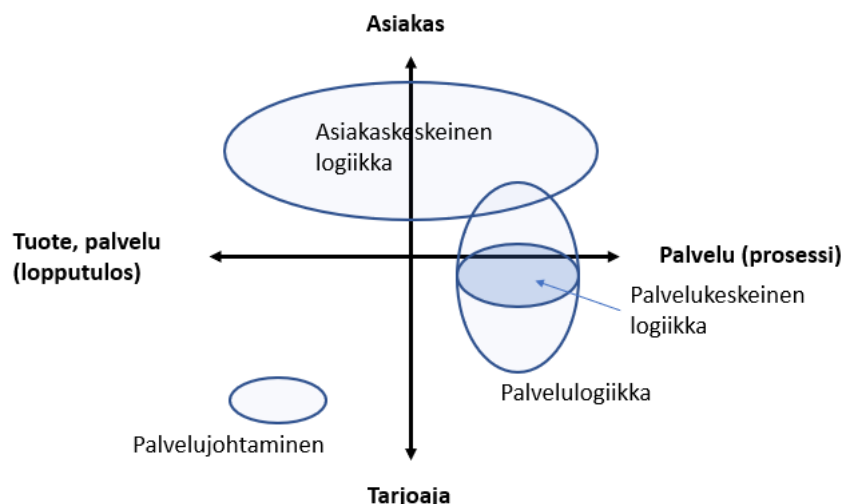 Asiakas
Asiakaskeskeinen
logiikka
Tuote, palvelu
(lopputulos)
Palvelu (prosessi)
Palvelukeskeinen
logiikka
Palvelulogiikka
Palvelujohtaminen
Tarjoaja